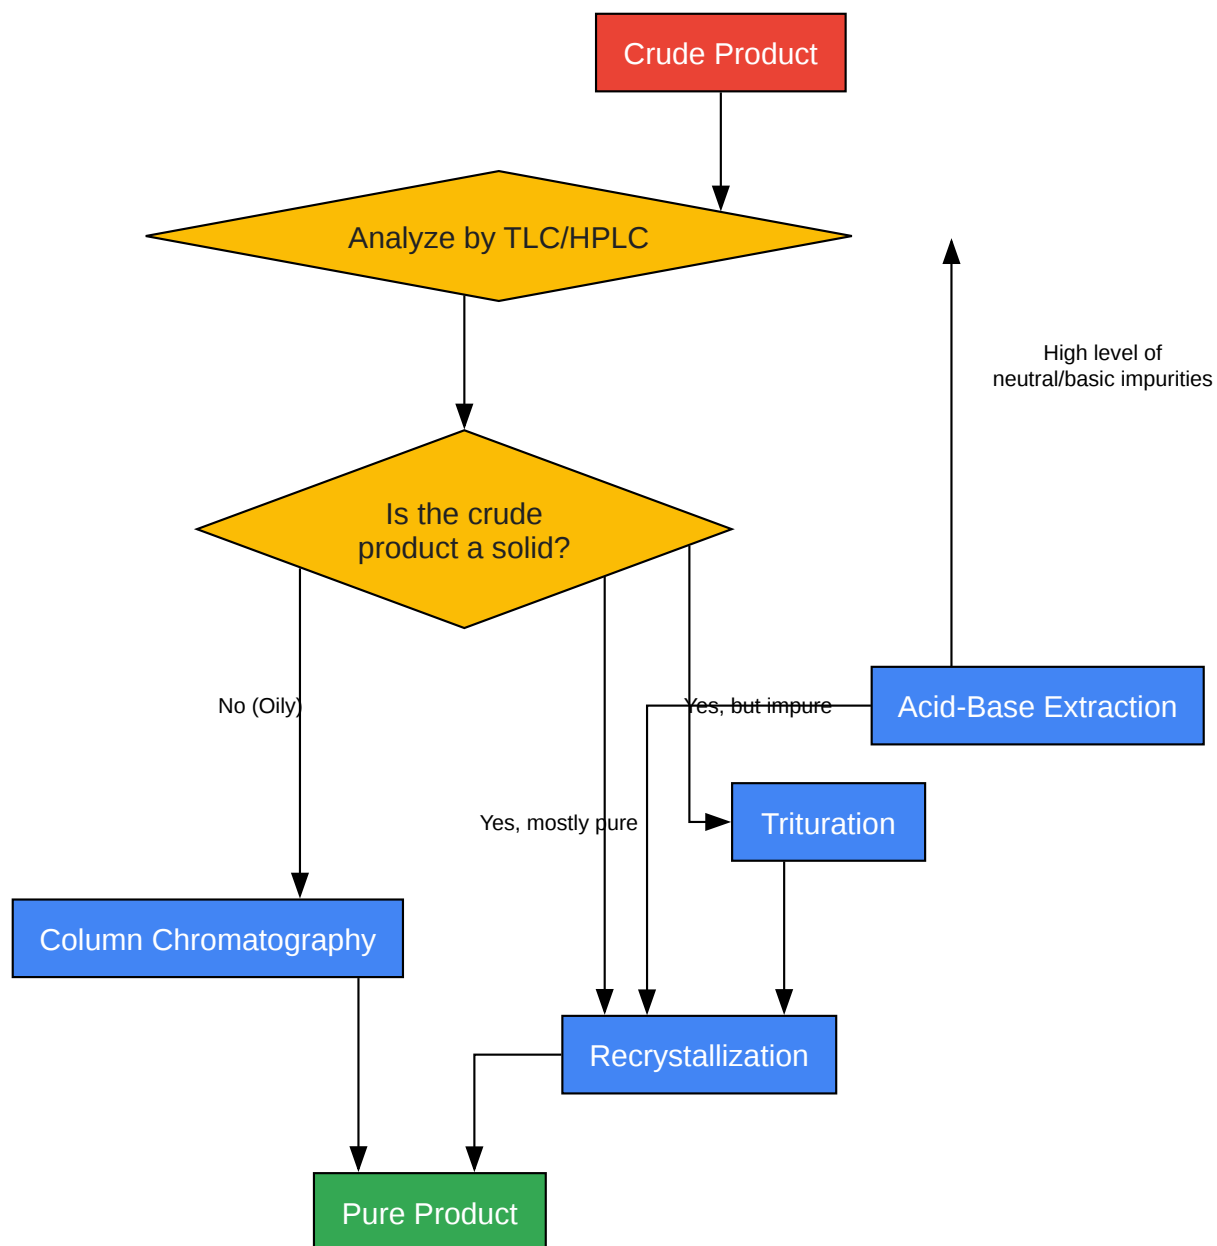 Crude Product
Analyze by TLC/HPLC
High level of
neutral/basic impurities
Is the crude
product a solid?
No (Oily)
Yes, but impure
Acid-Base Extraction
Yes, mostly pure
Trituration
Column Chromatography
Recrystallization
Pure Product